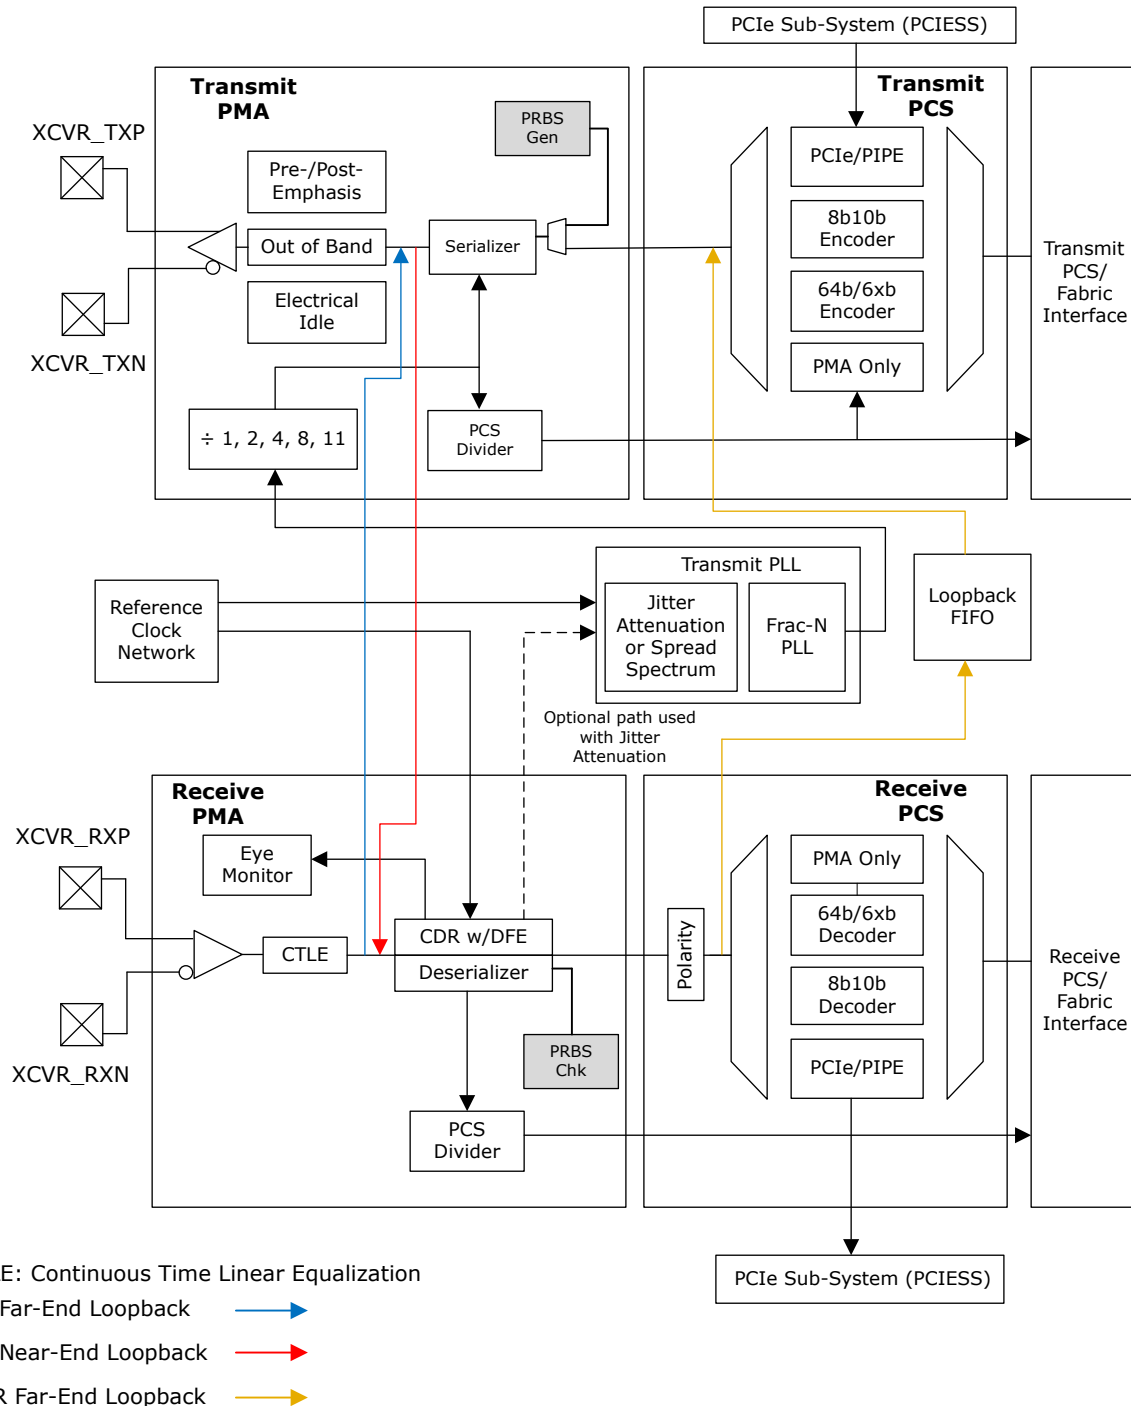 PCIe Sub-System (PCIESS)
Transmit
PMA
Transmit
PCS
PRBS
Gen
XCVR_TXP
Pre-/Post-
Emphasis
PCIe/PIPE
8b10b
Encoder
Out of Band
Serializer
Transmit
PCS/
Fabric
Interface
64b/6xb
Encoder
Electrical
Idle
XCVR_TXN
PMA Only
÷ 1, 2, 4, 8, 11
PCS
Divider
Transmit PLL
Reference
Clock
Network
Jitter
Attenuation
or Spread
Spectrum
Frac-N
PLL
Loopback
FIFO
Optional path used
with Jitter
Attenuation
Receive
PMA
Receive
PCS
XCVR_RXP
Eye
Monitor
PMA Only
64b/6xb
Decoder
CDR w/DFE
CTLE
Deserializer
Polarity
8b10b
Decoder
Receive
PCS/
Fabric
Interface
PRBS
Chk
PCIe/PIPE
XCVR_RXN
PCS
Divider
PCIe Sub-System (PCIESS)
E: Continuous Time Linear Equalization
Far-End Loopback
Near-End Loopback
R Far-End Loopback